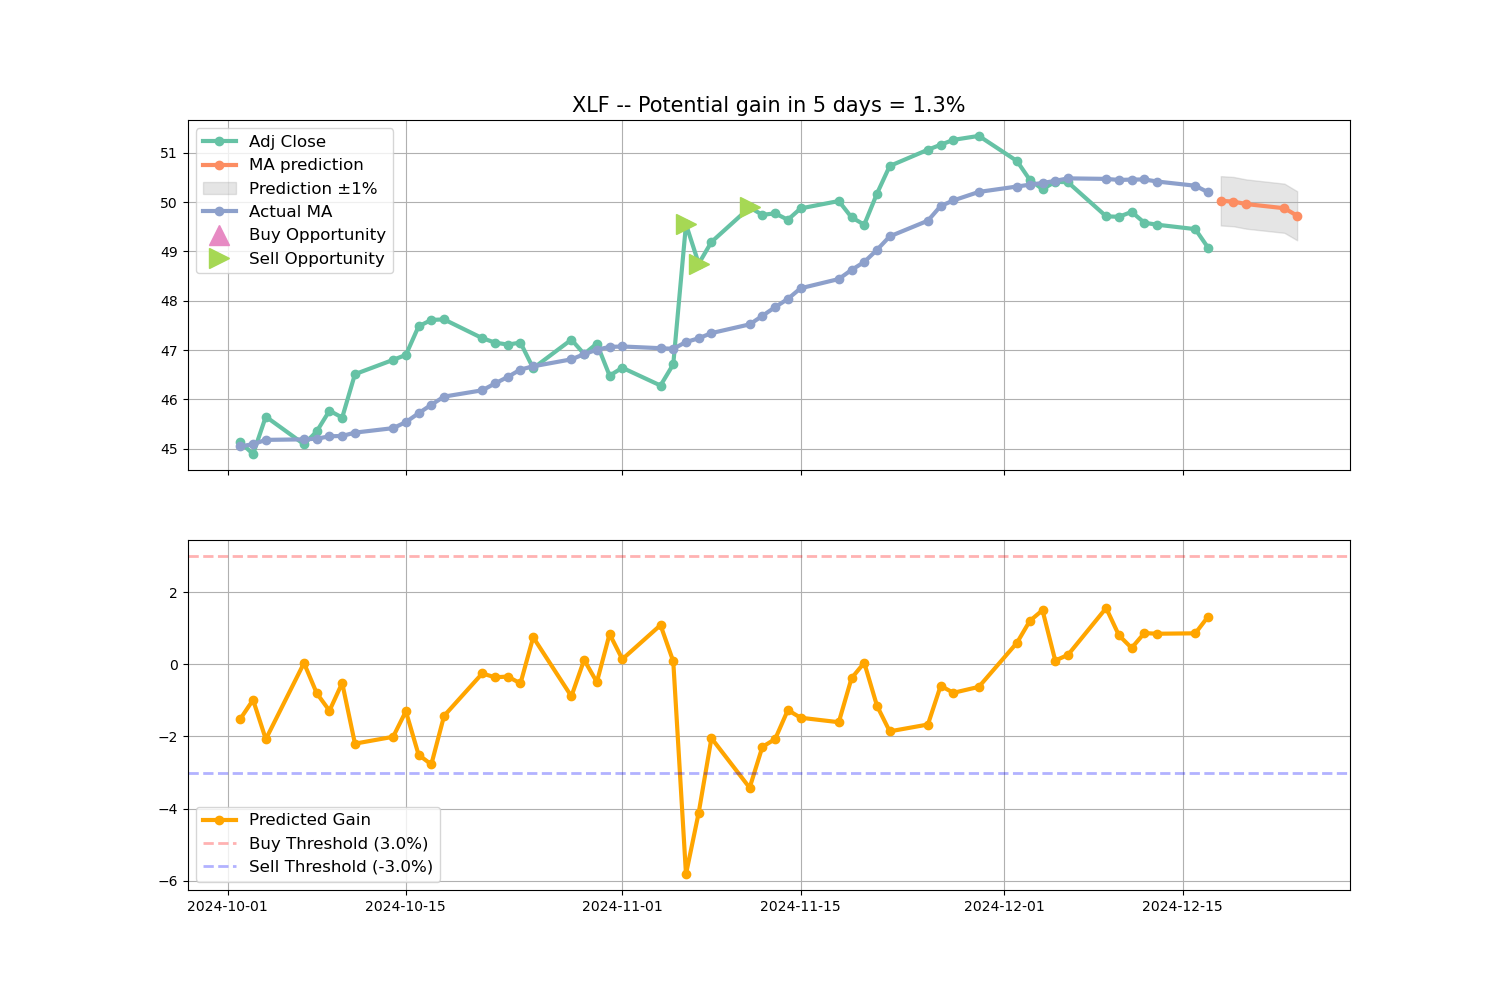 XLF -- Potential gain in 5 days = 1.3%
Adj Close
MA prediction
Prediction ±1%
Actual MA
Buy Opportunity
Sell Opportunity
51
50
49
48
47
46
45
2
0
−2
−4
−6
Predicted Gain
Buy Threshold (3.0%)
Sell Threshold (-3.0%)
2024-10-01
2024-10-15
2024-11-01
2024-11-15
2024-12-01
2024-12-15